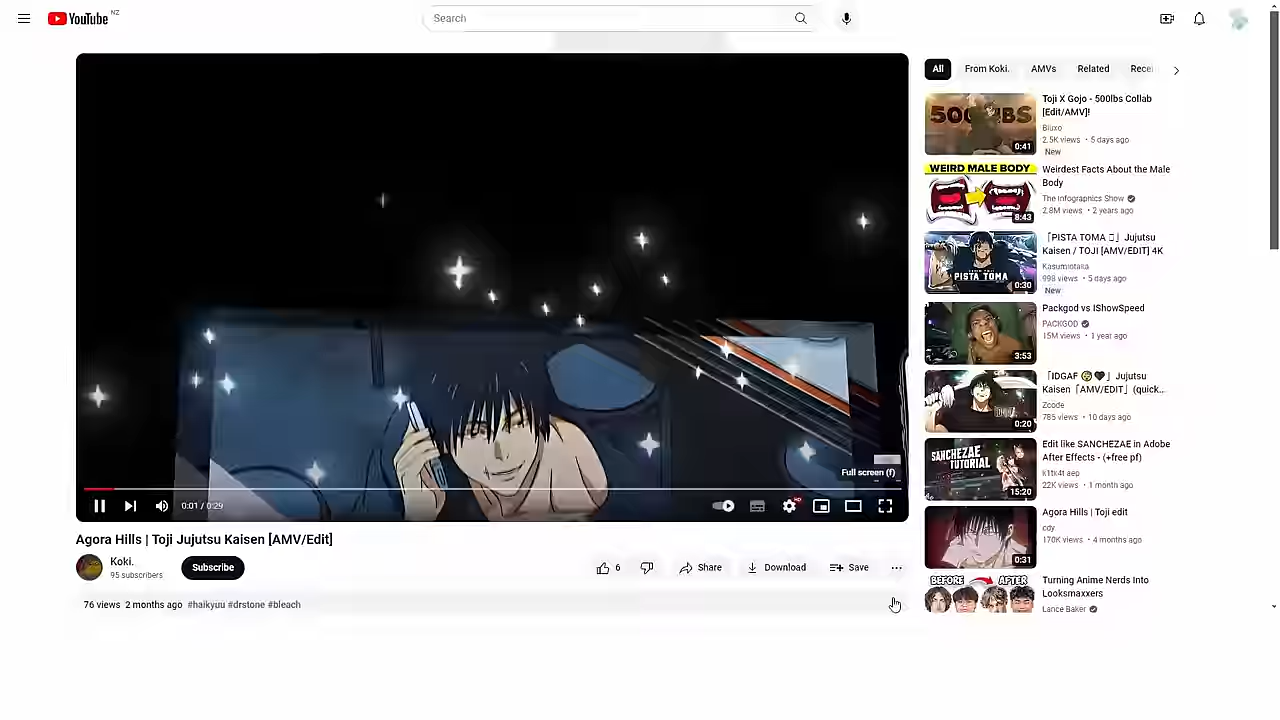 YouTube NZ
Search
All
From Koki.
AMVs
Related
Full screen (f)
0:01 / 0:29
Agora Hills | Toji Jujutsu Kaisen [AMV/Edit]
Koki.
95 subscribers
Subscribe
6
Share
Download
Save
76 views 2 months ago #haikyuu #drstone #bleach
0:41
Toji X Gojo - 500lbs Collab
[Edit/AMV]!
Bluxo
2.5K views • 5 days ago
New
WEIRD MALE BODY
8:43
Weirdest Facts About the Male
Body
The Infographics Show
2.8M views • 2 years ago
PISTA TOMA
0:30
Jujutsu
Kaisen / TOJI [AMV/EDIT] 4K
998 views • 5 days ago
New
3:53
Packgod vs IShowSpeed
PACKGOD
15M views • 1 year ago
0:20
「IDGAF 」Jujutsu
Kaisen「AMV/EDIT」(quick...
Zcode
785 views • 10 days ago
SANCHEZAE
TUTORIAL
15:20
Edit like SANCHEZAE in Adobe
After Effects - (+free pf)
k1tk4t aep
22K views • 1 month ago
0:31
Agora Hills | Toji edit
cdy
170K views • 4 months ago
BEFORE
AFTER
Turning Anime Nerds Into
Looksmaxxers
Lance Baker